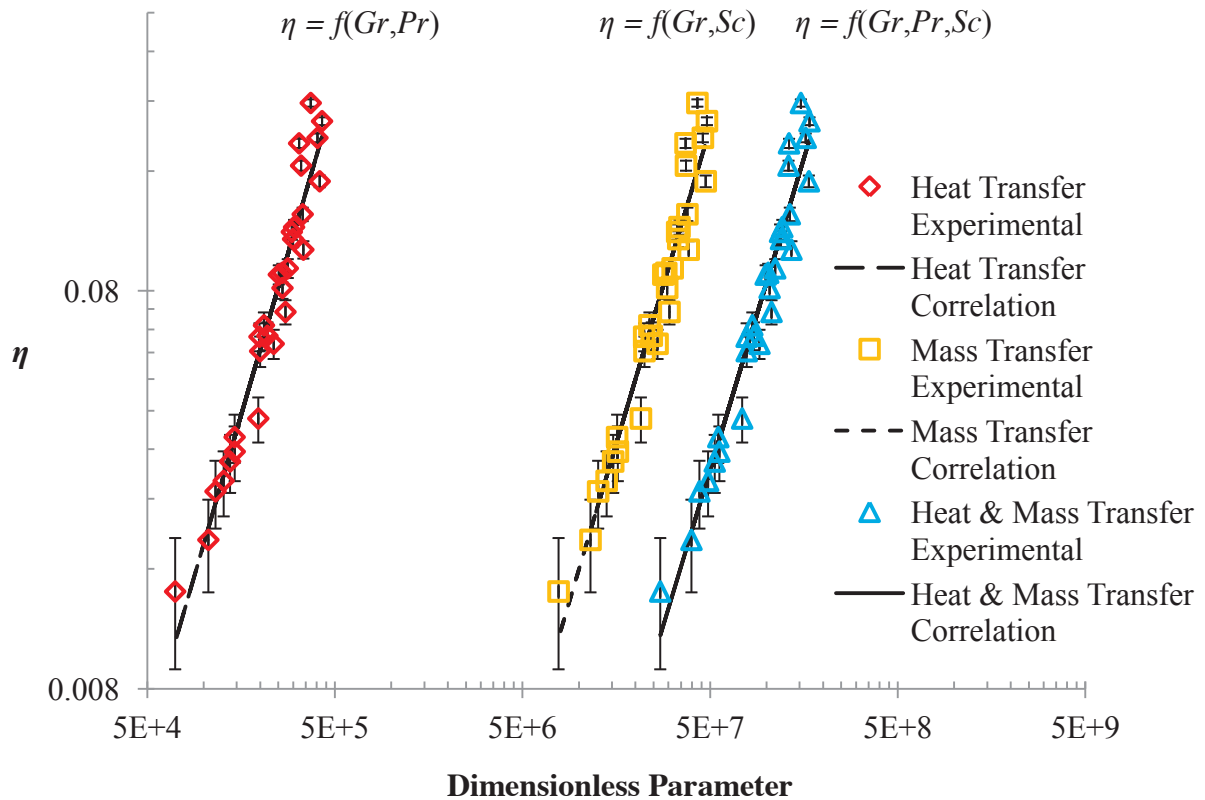 η = f(Gr,Pr)
η = f(Gr,Sc)
η = f(Gr,Pr,Sc)
0.08
η
0.008
5E+4
5E+5
5E+6
5E+7
5E+8
5E+9
Dimensionless Parameter
Heat Transfer
Experimental
Heat Transfer
Correlation
Mass Transfer
Experimental
Mass Transfer
Correlation
Heat & Mass Transfer
Experimental
Heat & Mass Transfer
Correlation